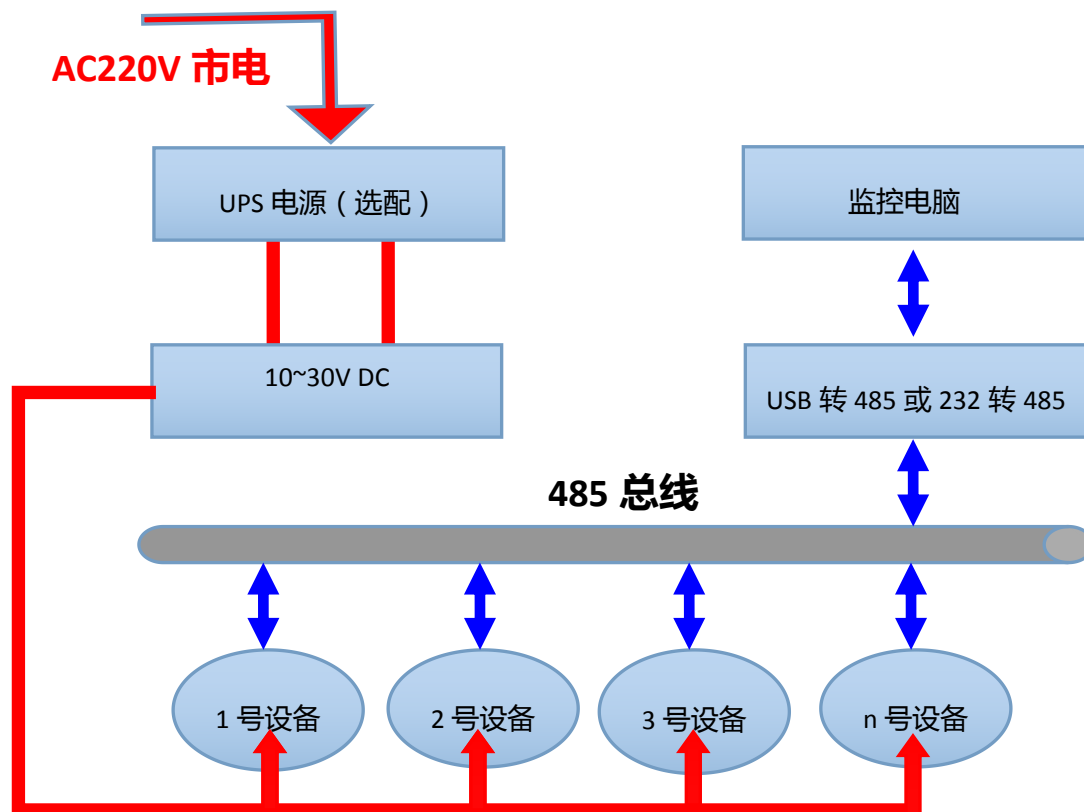 AC220V 市电
UPS 电源（选配）
监控电脑
10~30V DC
USB 转 485 或 232 转 485
485 总线
1 号设备
2 号设备
3 号设备
n 号设备